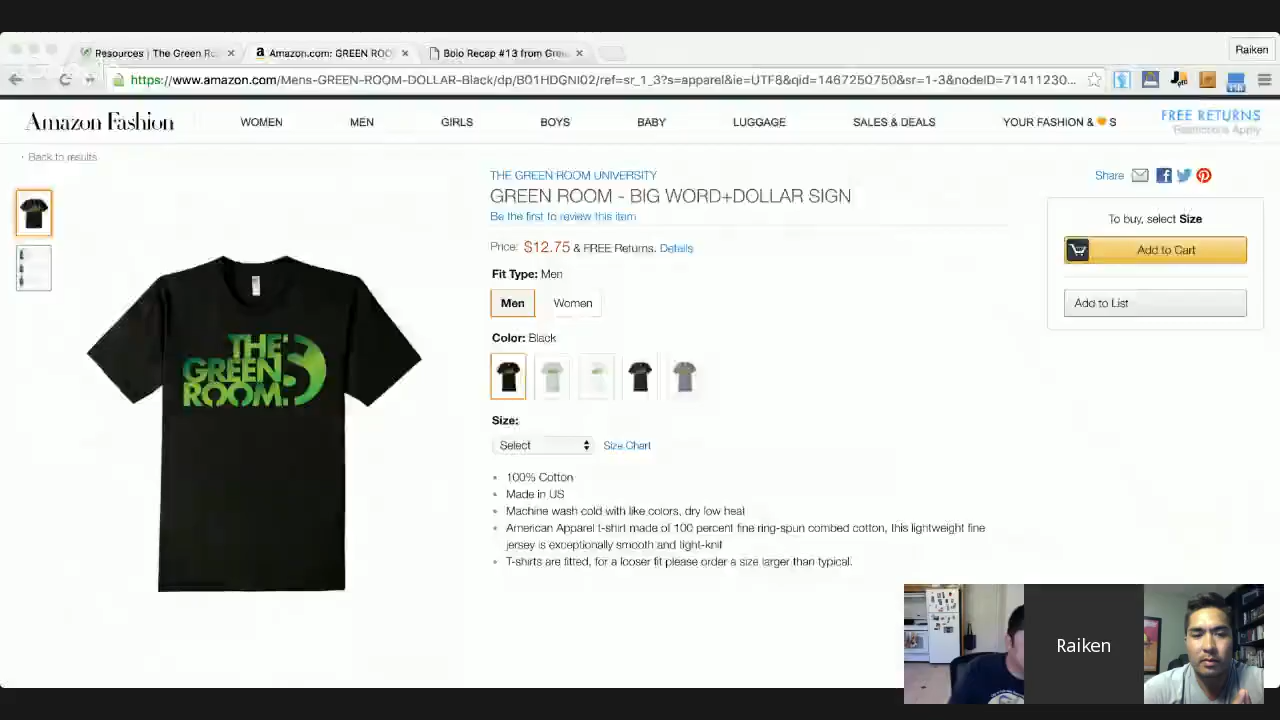 Resources | The Green Ro
Amazon.com: GREEN ROO
Bolo Recap #13 from Gree
Raiken
https://www.amazon.com/Mens-GREEN-ROOM-DOLLAR-Black/dp/B01HDGNI02/ref=sr_1_3?s=apparel&ie=UTF8&qid=1467250750&sr=1-3&nodeID=71411230...
Amazon Fashion
WOMEN
MEN
GIRLS
BOYS
BABY
LUGGAGE
SALES & DEALS
YOUR FASHION & 🧡 S
FREE RETURNS
Restrictions Apply
‹ Back to results
THE GREEN ROOM UNIVERSITY
GREEN ROOM - BIG WORD+DOLLAR SIGN
Be the first to review this item
Price: $12.75 & FREE Returns. Details
Fit Type: Men
Men
Women
Color: Black
Size:
Select
Size Chart
• 100% Cotton
• Made in US
• Machine wash cold with like colors, dry low heat
• American Apparel t-shirt made of 100 percent fine ring-spun combed cotton, this lightweight fine
jersey is exceptionally smooth and tight-knit
• T-shirts are fitted, for a looser fit please order a size larger than typical.
Share
To buy, select Size
Add to Cart
Add to List
THE
GREEN
ROOM.
Raiken